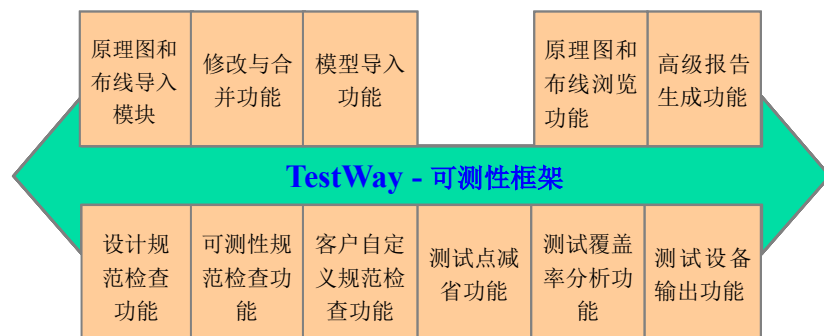 原理图和
布线导入
模块
修改与合
并功能
模型导入
功能
原理图和
布线浏览
功能
高级报告
生成功能
TestWay - 可测性框架
设计规
范检查
功能
可测性规
范检查功
能
客户自定
义规范检
查功能
测试点减
省功能
测试覆盖
率分析功
能
测试设备
输出功能